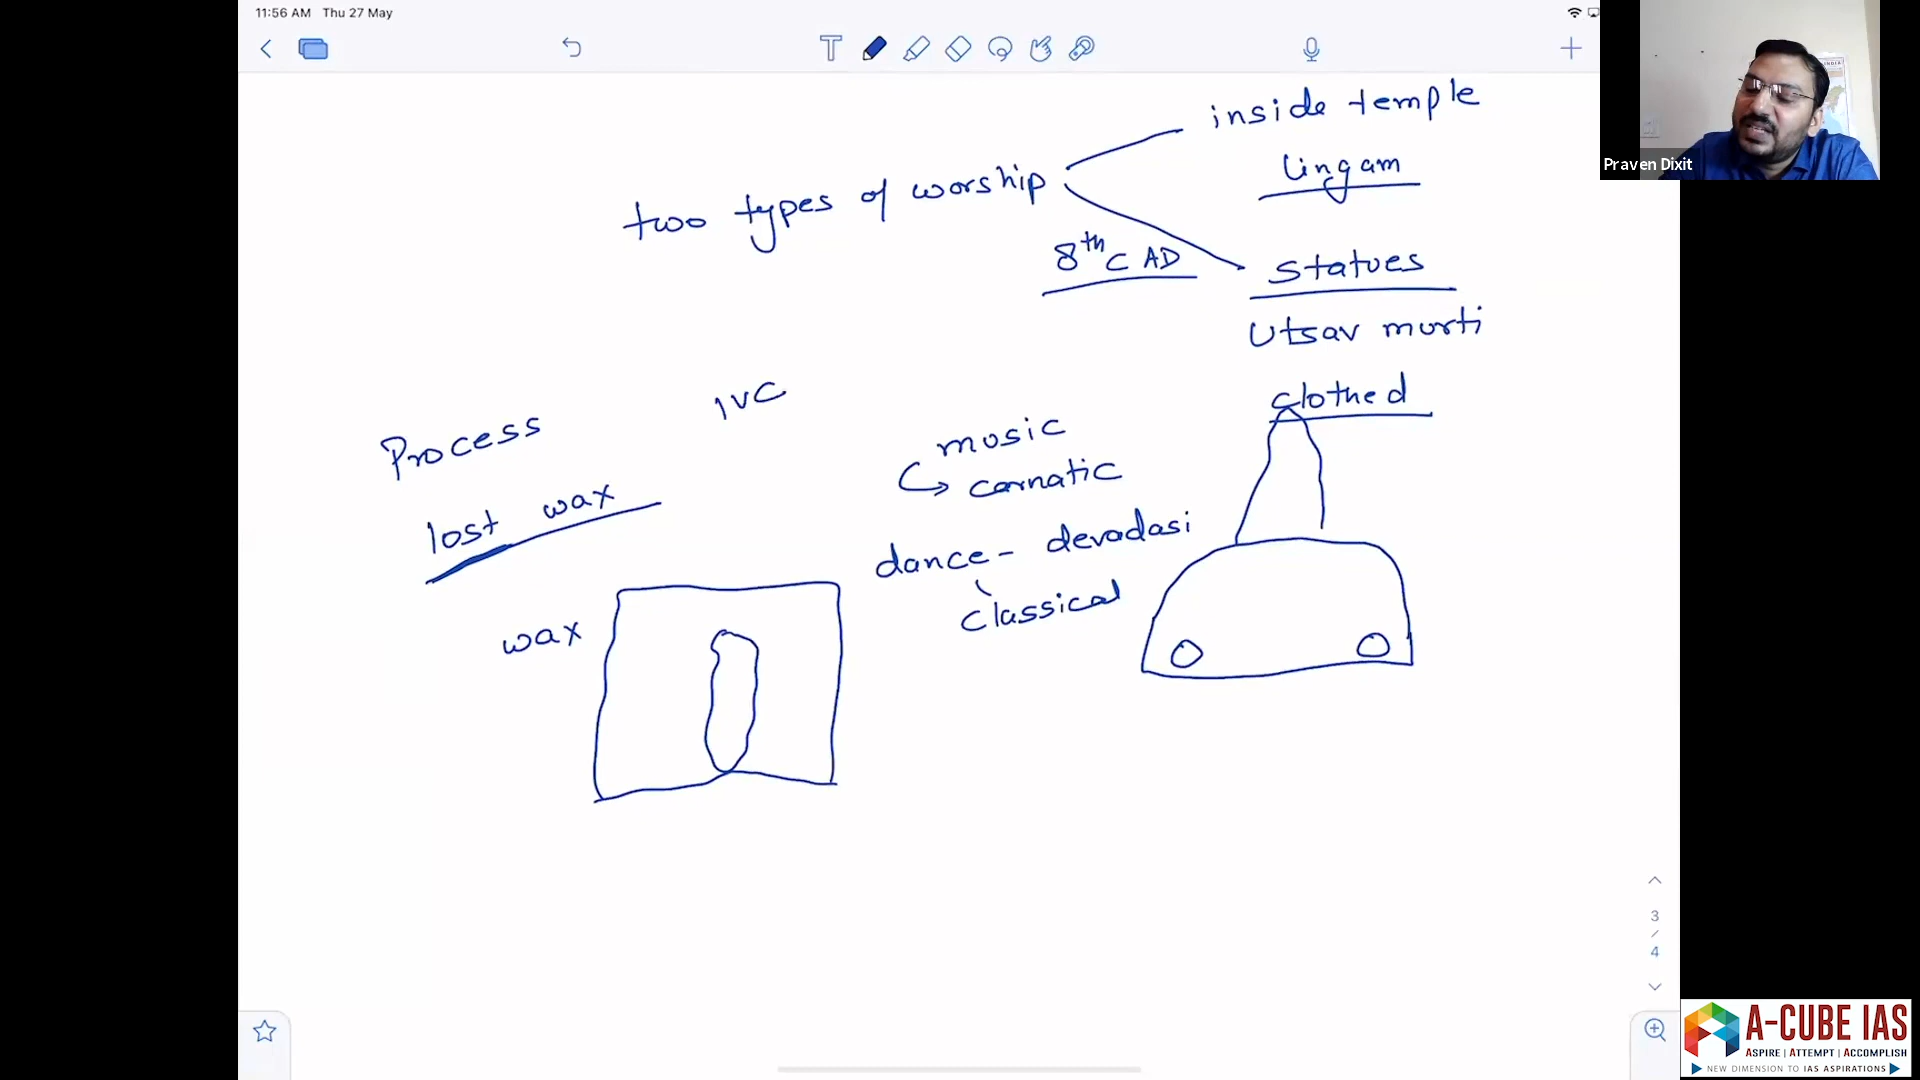 11:56 AM Thu 27 May
T
Praven Dixit
inside temple
lingam
two types of worship
8th C AD
Statues
Utsav murti
clothed
IVC
Process
music
carnatic
lost wax
dance - devadasi
classical
wax
3
/
4
A-CUBE IAS
ASPIRE | ATTEMPT | ACCOMPLISH
NEW DIMENSION TO IAS ASPIRATIONS